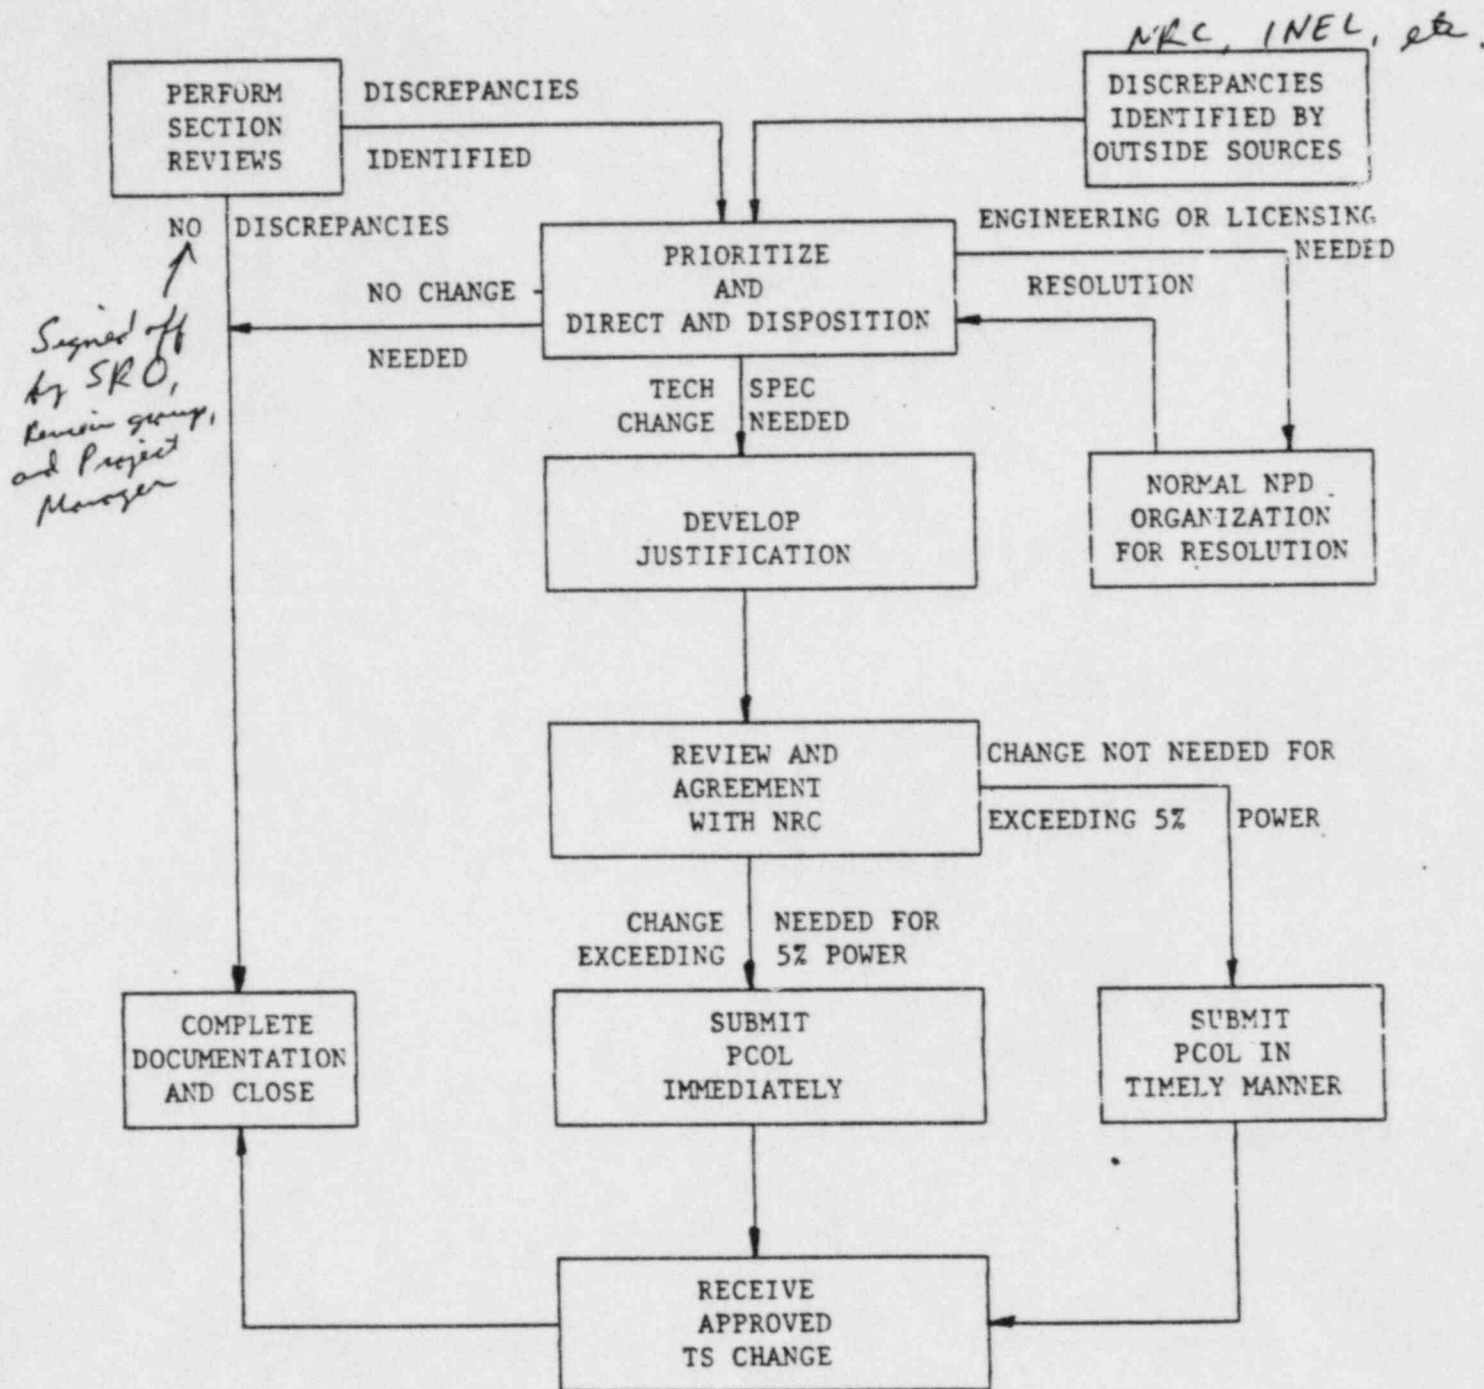 NRC, INEL, etc.
PERFORM
SECTION
REVIEWS
DISCREPANCIES
IDENTIFIED
DISCREPANCIES
IDENTIFIED BY
OUTSIDE SOURCES
NO DISCREPANCIES
Signed off
by SRO,
Review group,
and Project
Manager
PRIORITIZE
AND
DIRECT AND DISPOSITION
ENGINEERING OR LICENSING
NEEDED
RESOLUTION
NO CHANGE
NEEDED
TECH SPEC
CHANGE NEEDED
NORMAL NPD
ORGANIZATION
FOR RESOLUTION
DEVELOP
JUSTIFICATION
REVIEW AND
AGREEMENT
WITH NRC
CHANGE NOT NEEDED FOR
EXCEEDING 5% POWER
CHANGE NEEDED FOR
EXCEEDING 5% POWER
COMPLETE
DOCUMENTATION
AND CLOSE
SUBMIT
PCOL
IMMEDIATELY
SUBMIT
PCOL IN
TIMELY MANNER
RECEIVE
APPROVED
TS CHANGE